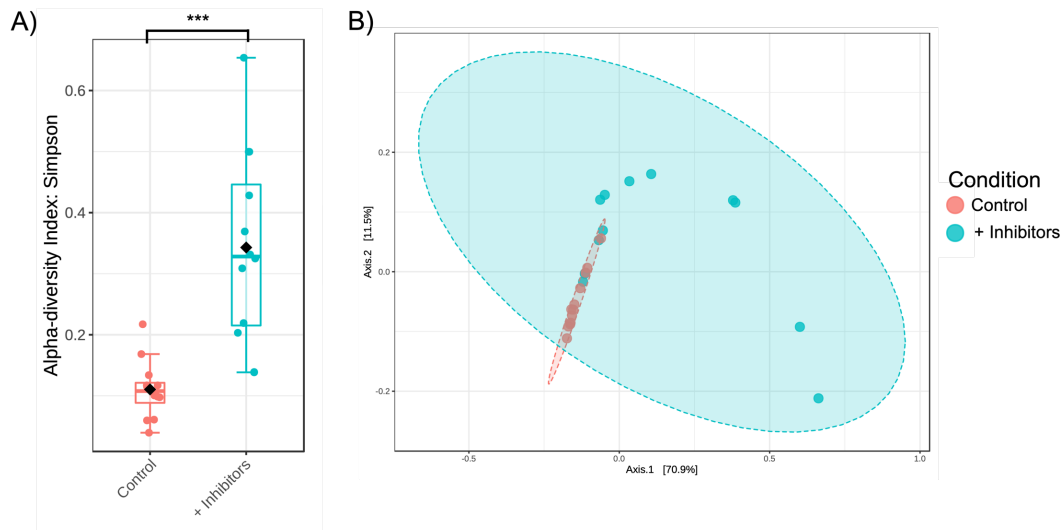 A)
***
Alpha-diversity Index: Simpson
0.6
0.4
0.2
Control
+ Inhibitors
B)
Axis.2 [11.5%]
0.2
0.0
-0.2
-0.5
0.0
0.5
1.0
Axis.1 [70.9%]
Condition
Control
+ Inhibitors